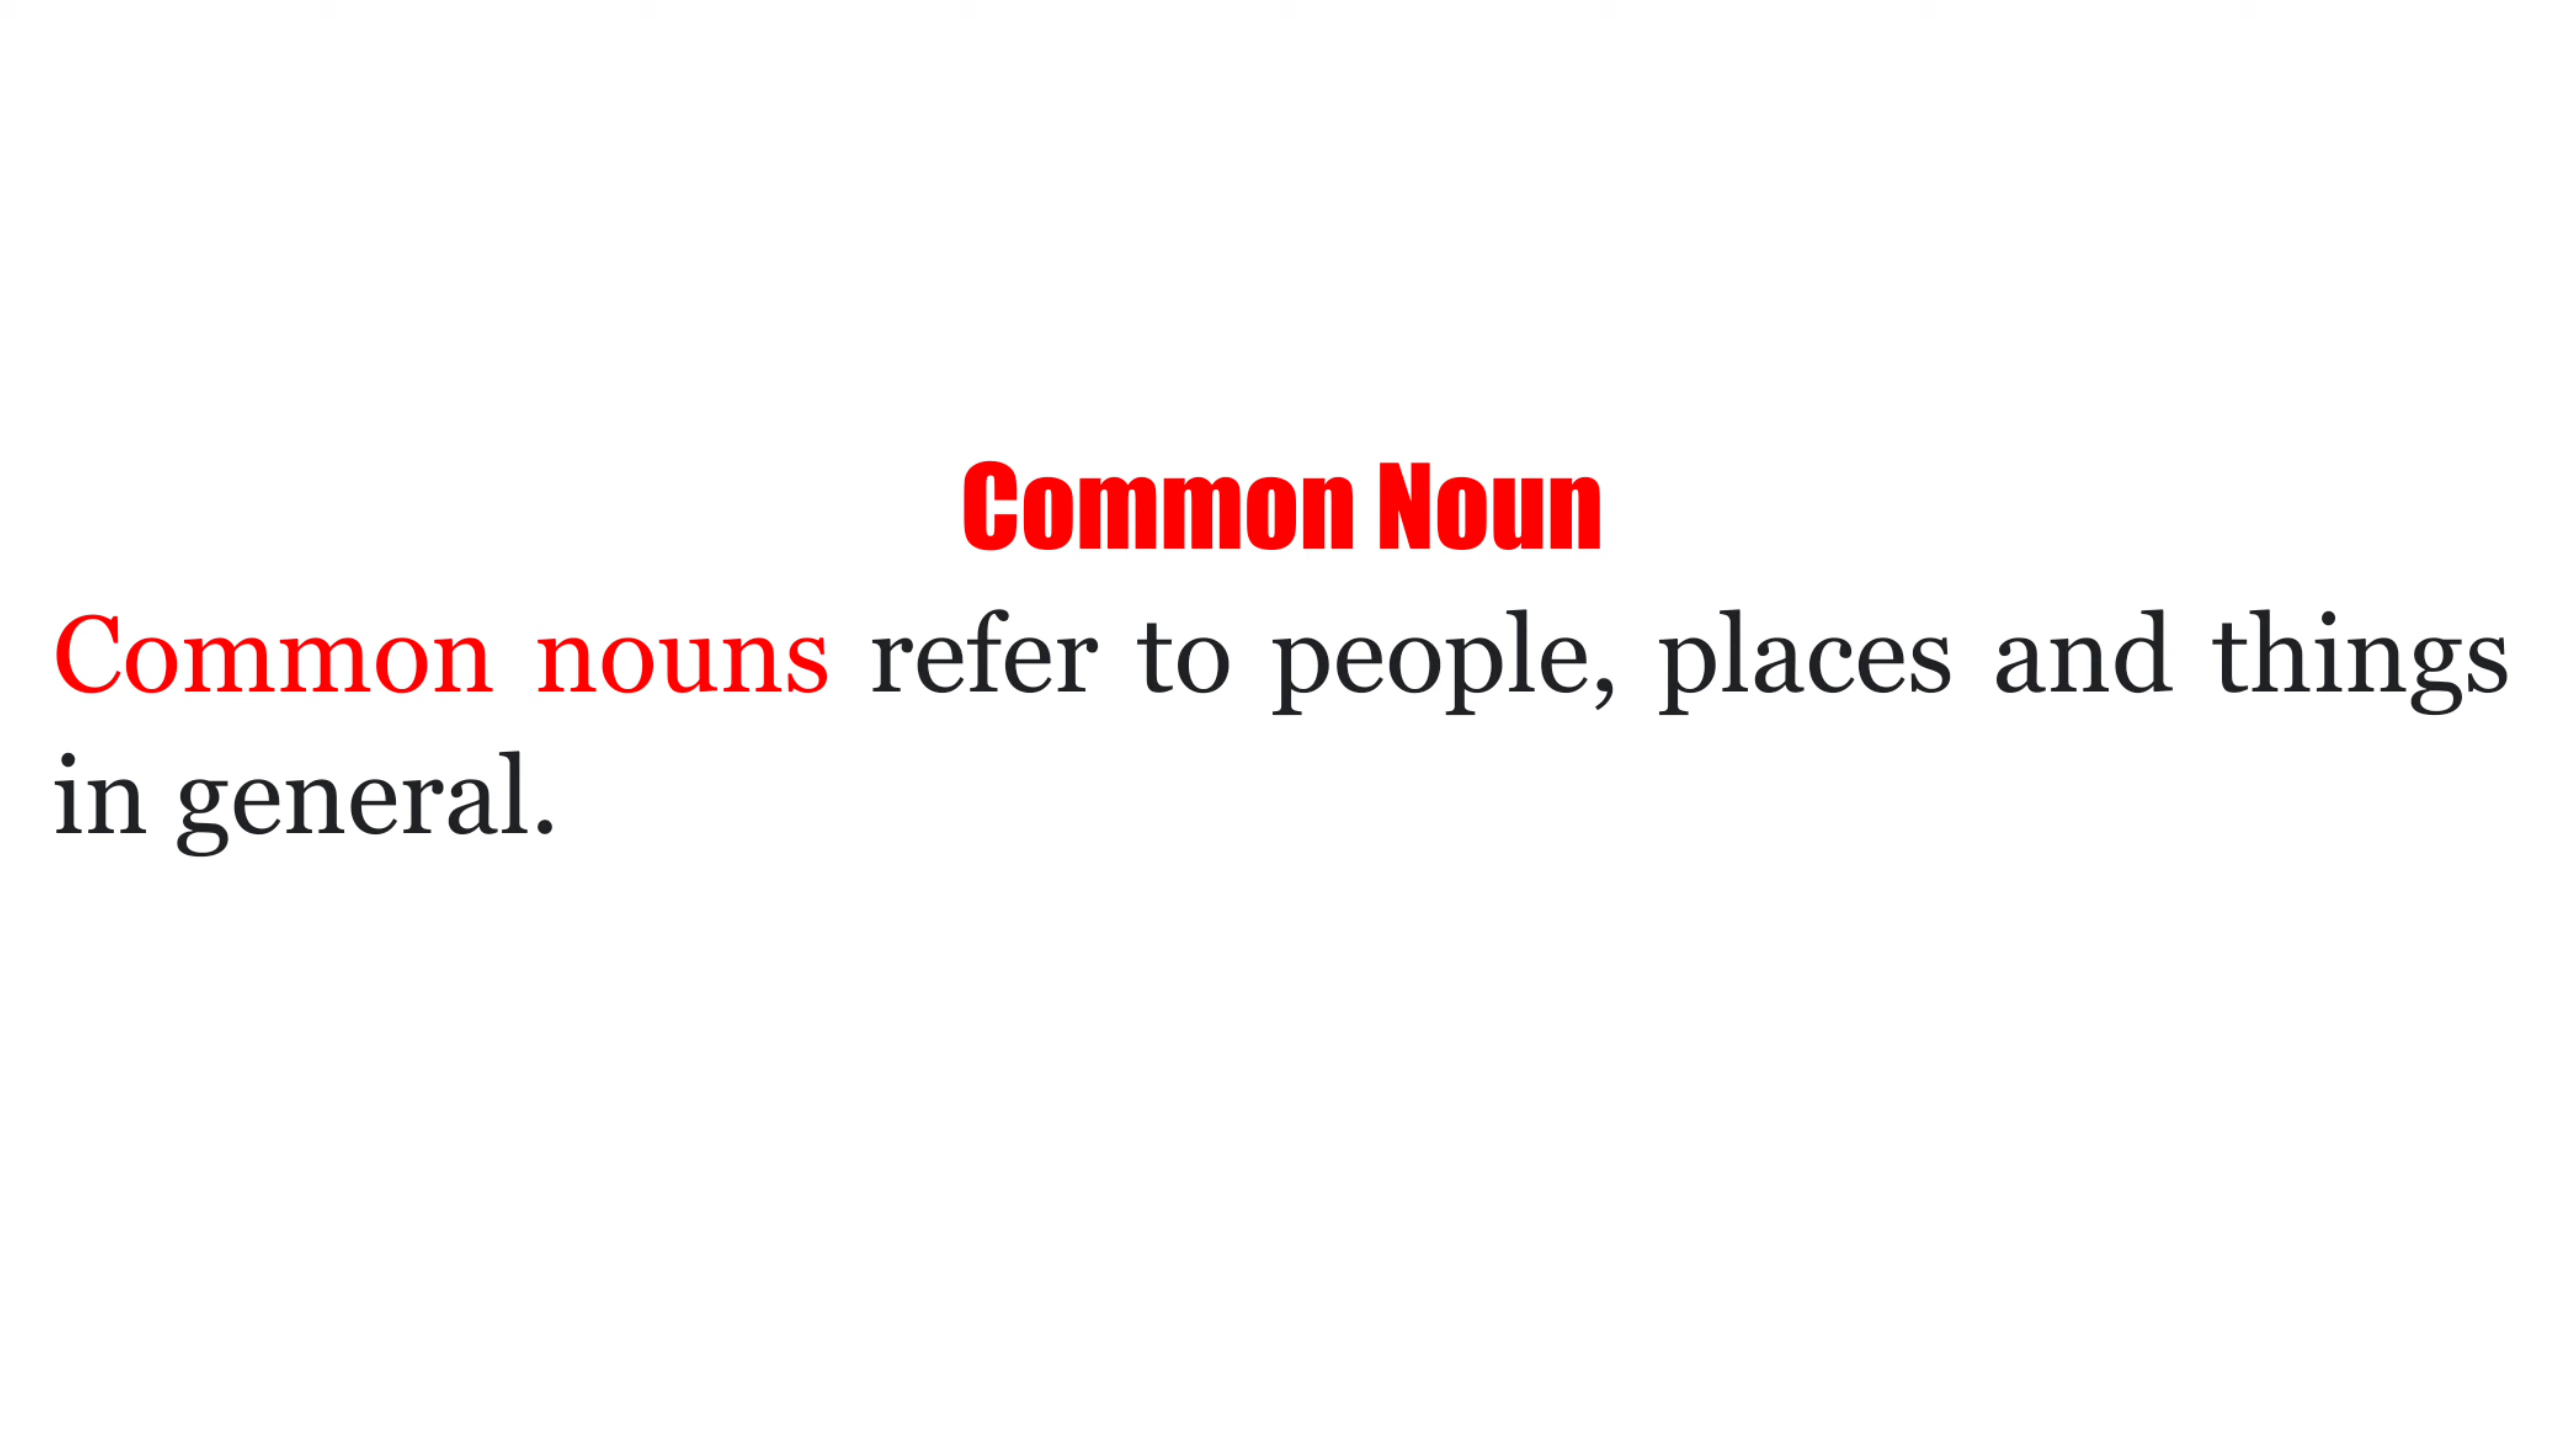 Common Noun
Common nouns refer to people, places and things
in general.